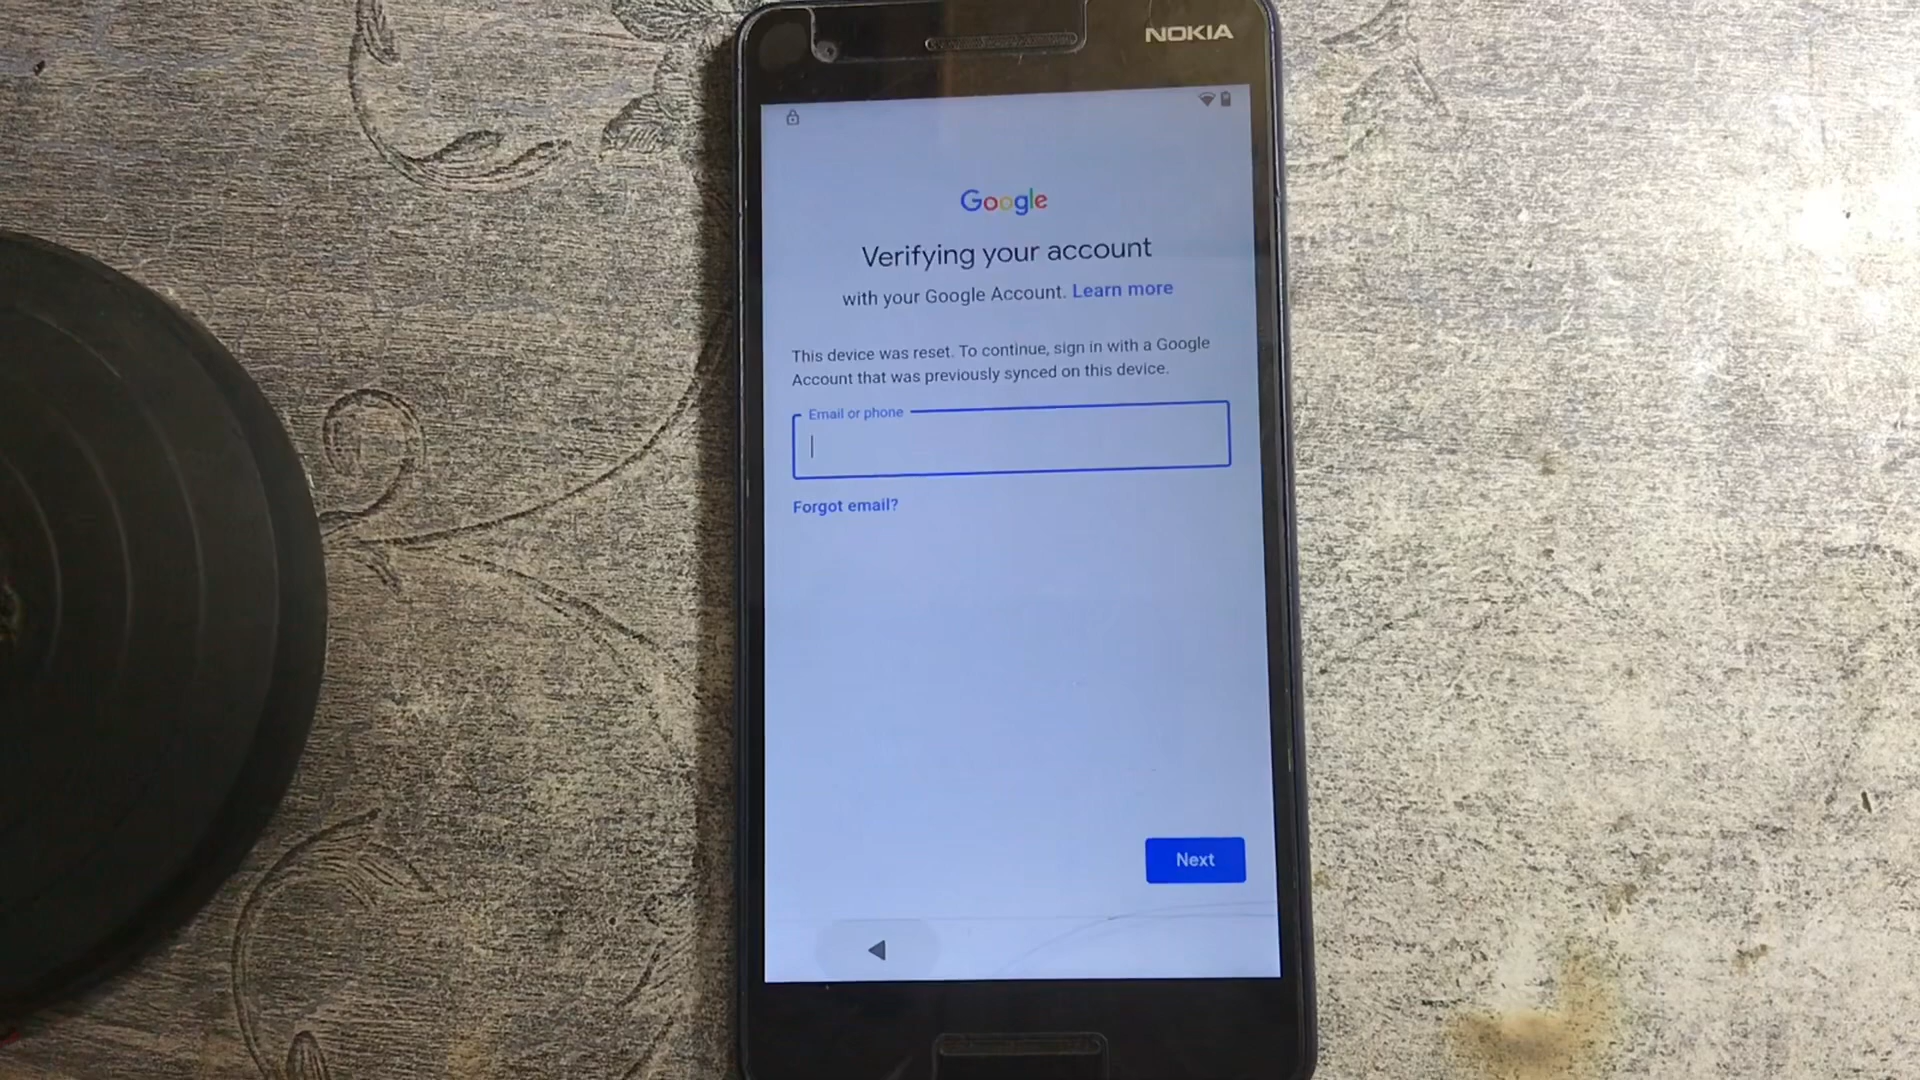 NOKIA
Google
Verifying your account
with your Google Account. Learn more
This device was reset. To continue, sign in with a Google
Account that was previously synced on this device.
Email or phone
Forgot email?
Next